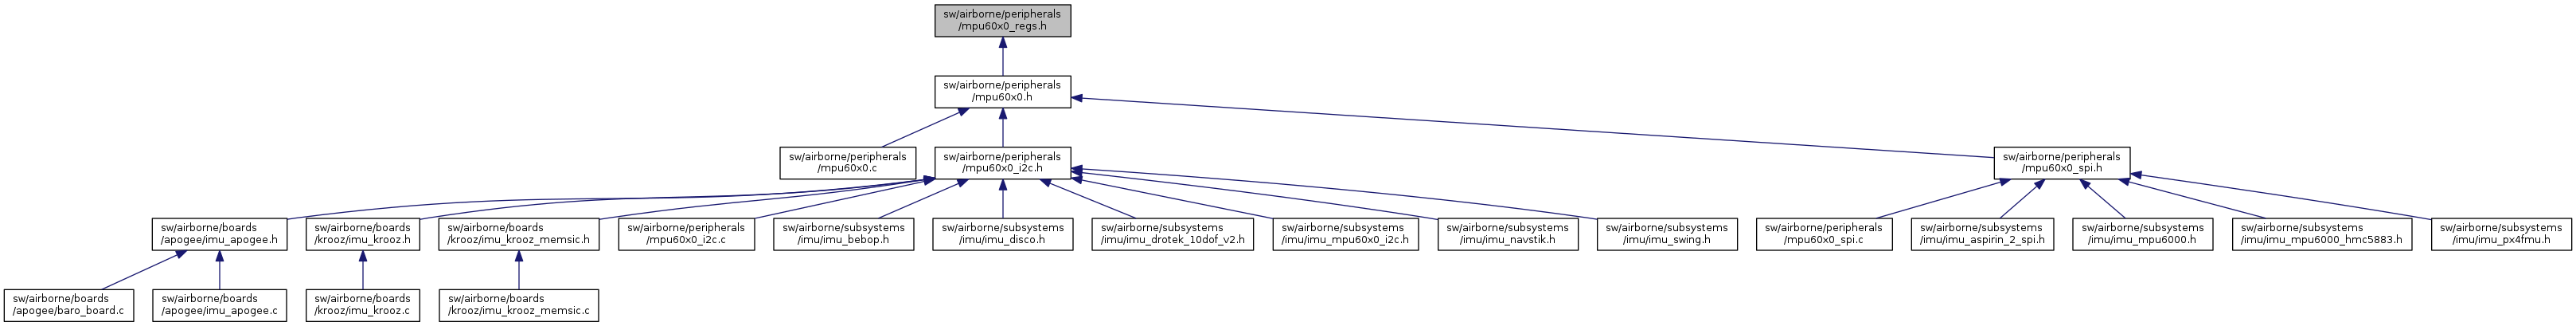 sw/airborne/peripherals
/mpu60x0_regs.h
sw/airborne/peripherals
/mpu60x0.h
sw/airborne/peripherals
/mpu60x0.c
sw/airborne/peripherals
/mpu60x0_i2c.h
sw/airborne/peripherals
/mpu60x0_spi.h
sw/airborne/boards
/apogee/imu_apogee.h
sw/airborne/boards
/krooz/imu_krooz.h
sw/airborne/boards
/krooz/imu_krooz_memsic.h
sw/airborne/peripherals
/mpu60x0_i2c.c
sw/airborne/subsystems
/imu/imu_bebop.h
sw/airborne/subsystems
/imu/imu_disco.h
sw/airborne/subsystems
/imu/imu_drotek_10dof_v2.h
sw/airborne/subsystems
/imu/imu_mpu60x0_i2c.h
sw/airborne/subsystems
/imu/imu_navstik.h
sw/airborne/subsystems
/imu/imu_swing.h
sw/airborne/peripherals
/mpu60x0_spi.c
sw/airborne/subsystems
/imu/imu_aspirin_2_spi.h
sw/airborne/subsystems
/imu/imu_mpu6000.h
sw/airborne/subsystems
/imu/imu_mpu6000_hmc5883.h
sw/airborne/subsystems
/imu/imu_px4fmu.h
sw/airborne/boards
/apogee/baro_board.c
sw/airborne/boards
/apogee/imu_apogee.c
sw/airborne/boards
/krooz/imu_krooz.c
sw/airborne/boards
/krooz/imu_krooz_memsic.c